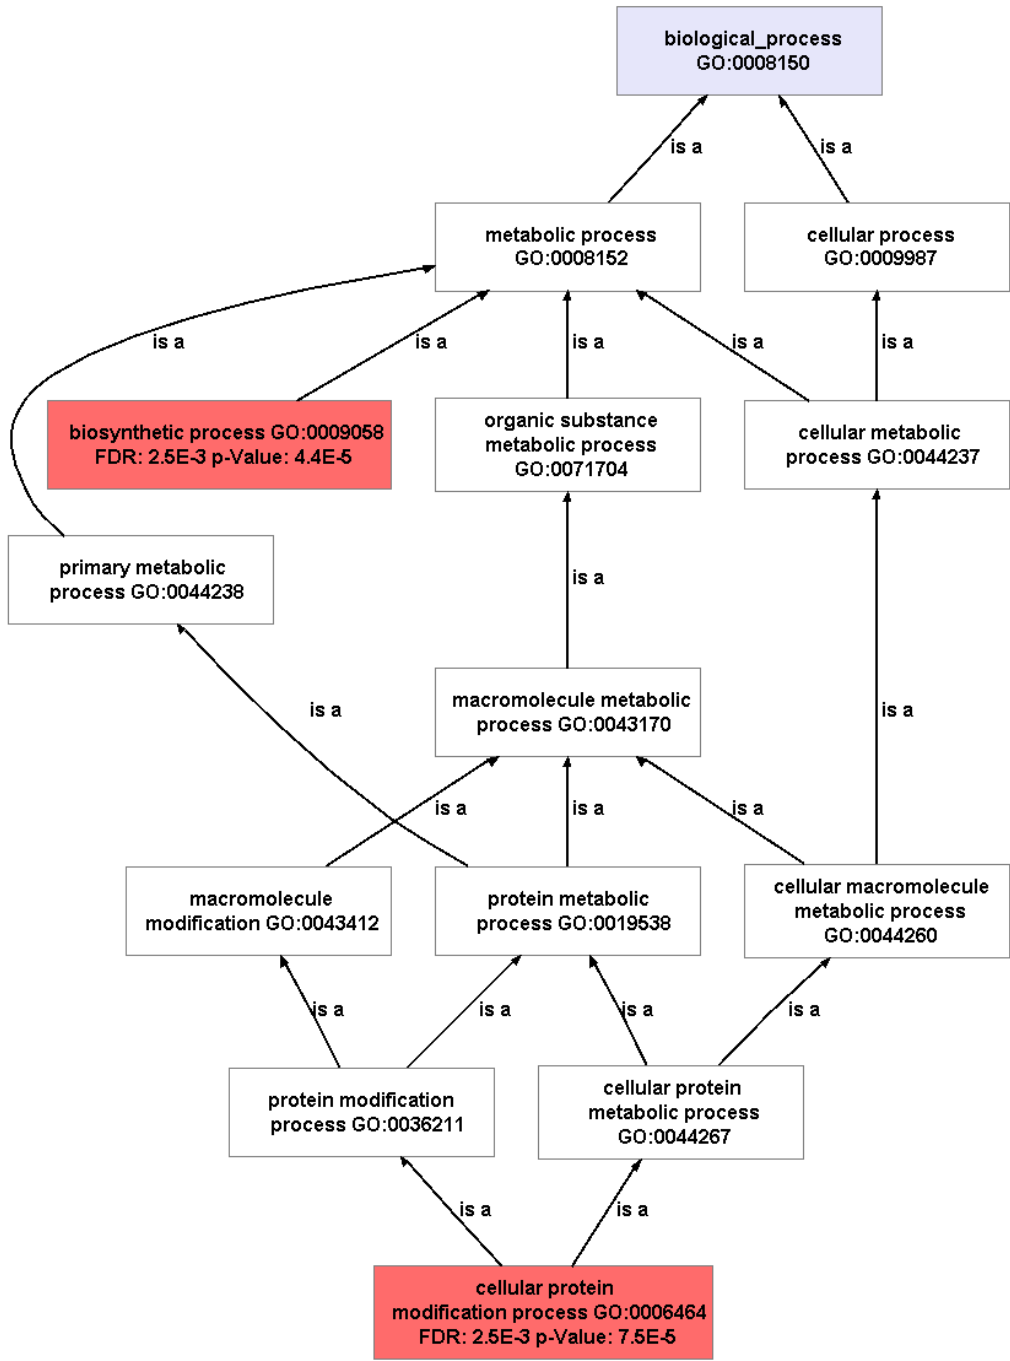 biological_process
GO:0008150
is a
is a
metabolic process
GO:0008152
cellular process
GO:0009987
is a
is a
is a
is a
is a
biosynthetic process GO:0009058
FDR: 2.5E-3 p-Value: 4.4E-5
organic substance
metabolic process
GO:0071704
cellular metabolic
process GO:0044237
primary metabolic
process GO:0044238
is a
is a
is a
macromolecule metabolic
process GO:0043170
is a
is a
macromolecule
modification GO:0043412
protein metabolic
process GO:0019538
cellular macromolecule
metabolic process
GO:0044260
is a
is a
is a
is a
protein modification
process GO:0036211
cellular protein
metabolic process
GO:0044267
is a
is a
cellular protein
modification process GO:0006464
FDR: 2.5E-3 p-Value: 7.5E-5